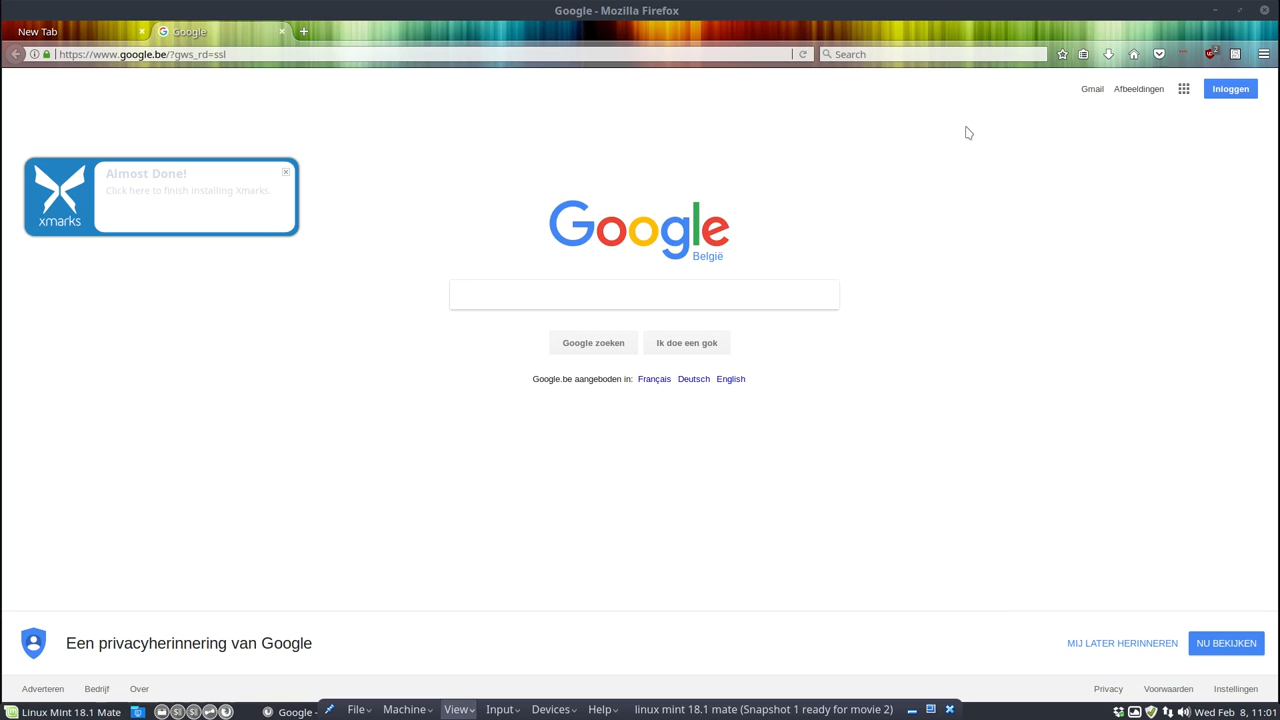 Google - Mozilla Firefox
New Tab
Google
https://www.google.be/?gws_rd=ssl
Search
2
Gmail
Afbeeldingen
Inloggen
xmarks
Almost Done!
Click here to finish installing Xmarks.
Google
België
Google zoeken
Ik doe een gok
Google.be aangeboden in: Français Deutsch English
Een privacyherinnering van Google
MIJ LATER HERINNEREN
NU BEKIJKEN
Adverteren
Bedrijf
Over
Privacy
Voorwaarden
Instellingen
Linux Mint 18.1 Mate
Google -
File
Machine
View
Input
Devices
Help
linux mint 18.1 mate (Snapshot 1 ready for movie 2)
Wed Feb 8, 11:01